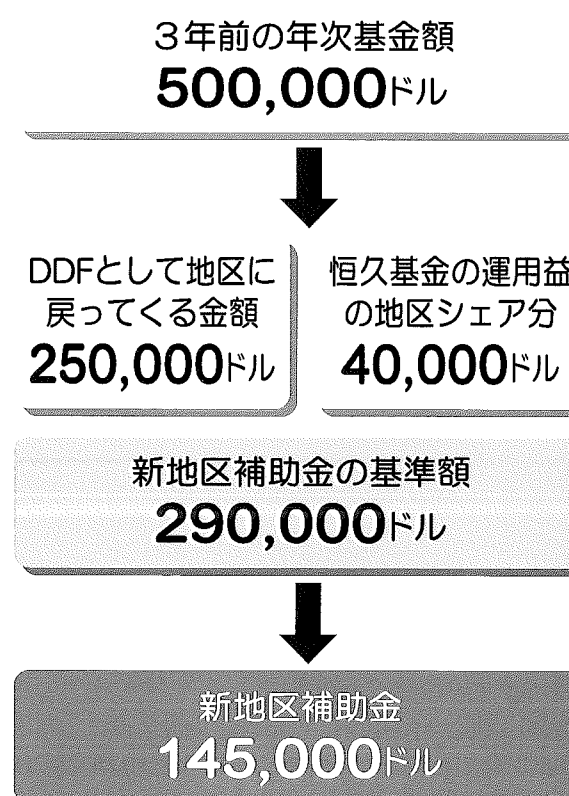 3年前の年次基金額
500,000ドル
DDFとして地区に
戻ってくる金額
250,000ドル
恒久基金の運用益
の地区シェア分
40,000ドル
新地区補助金の基準額
290,000ドル
新地区補助金
145,000ドル